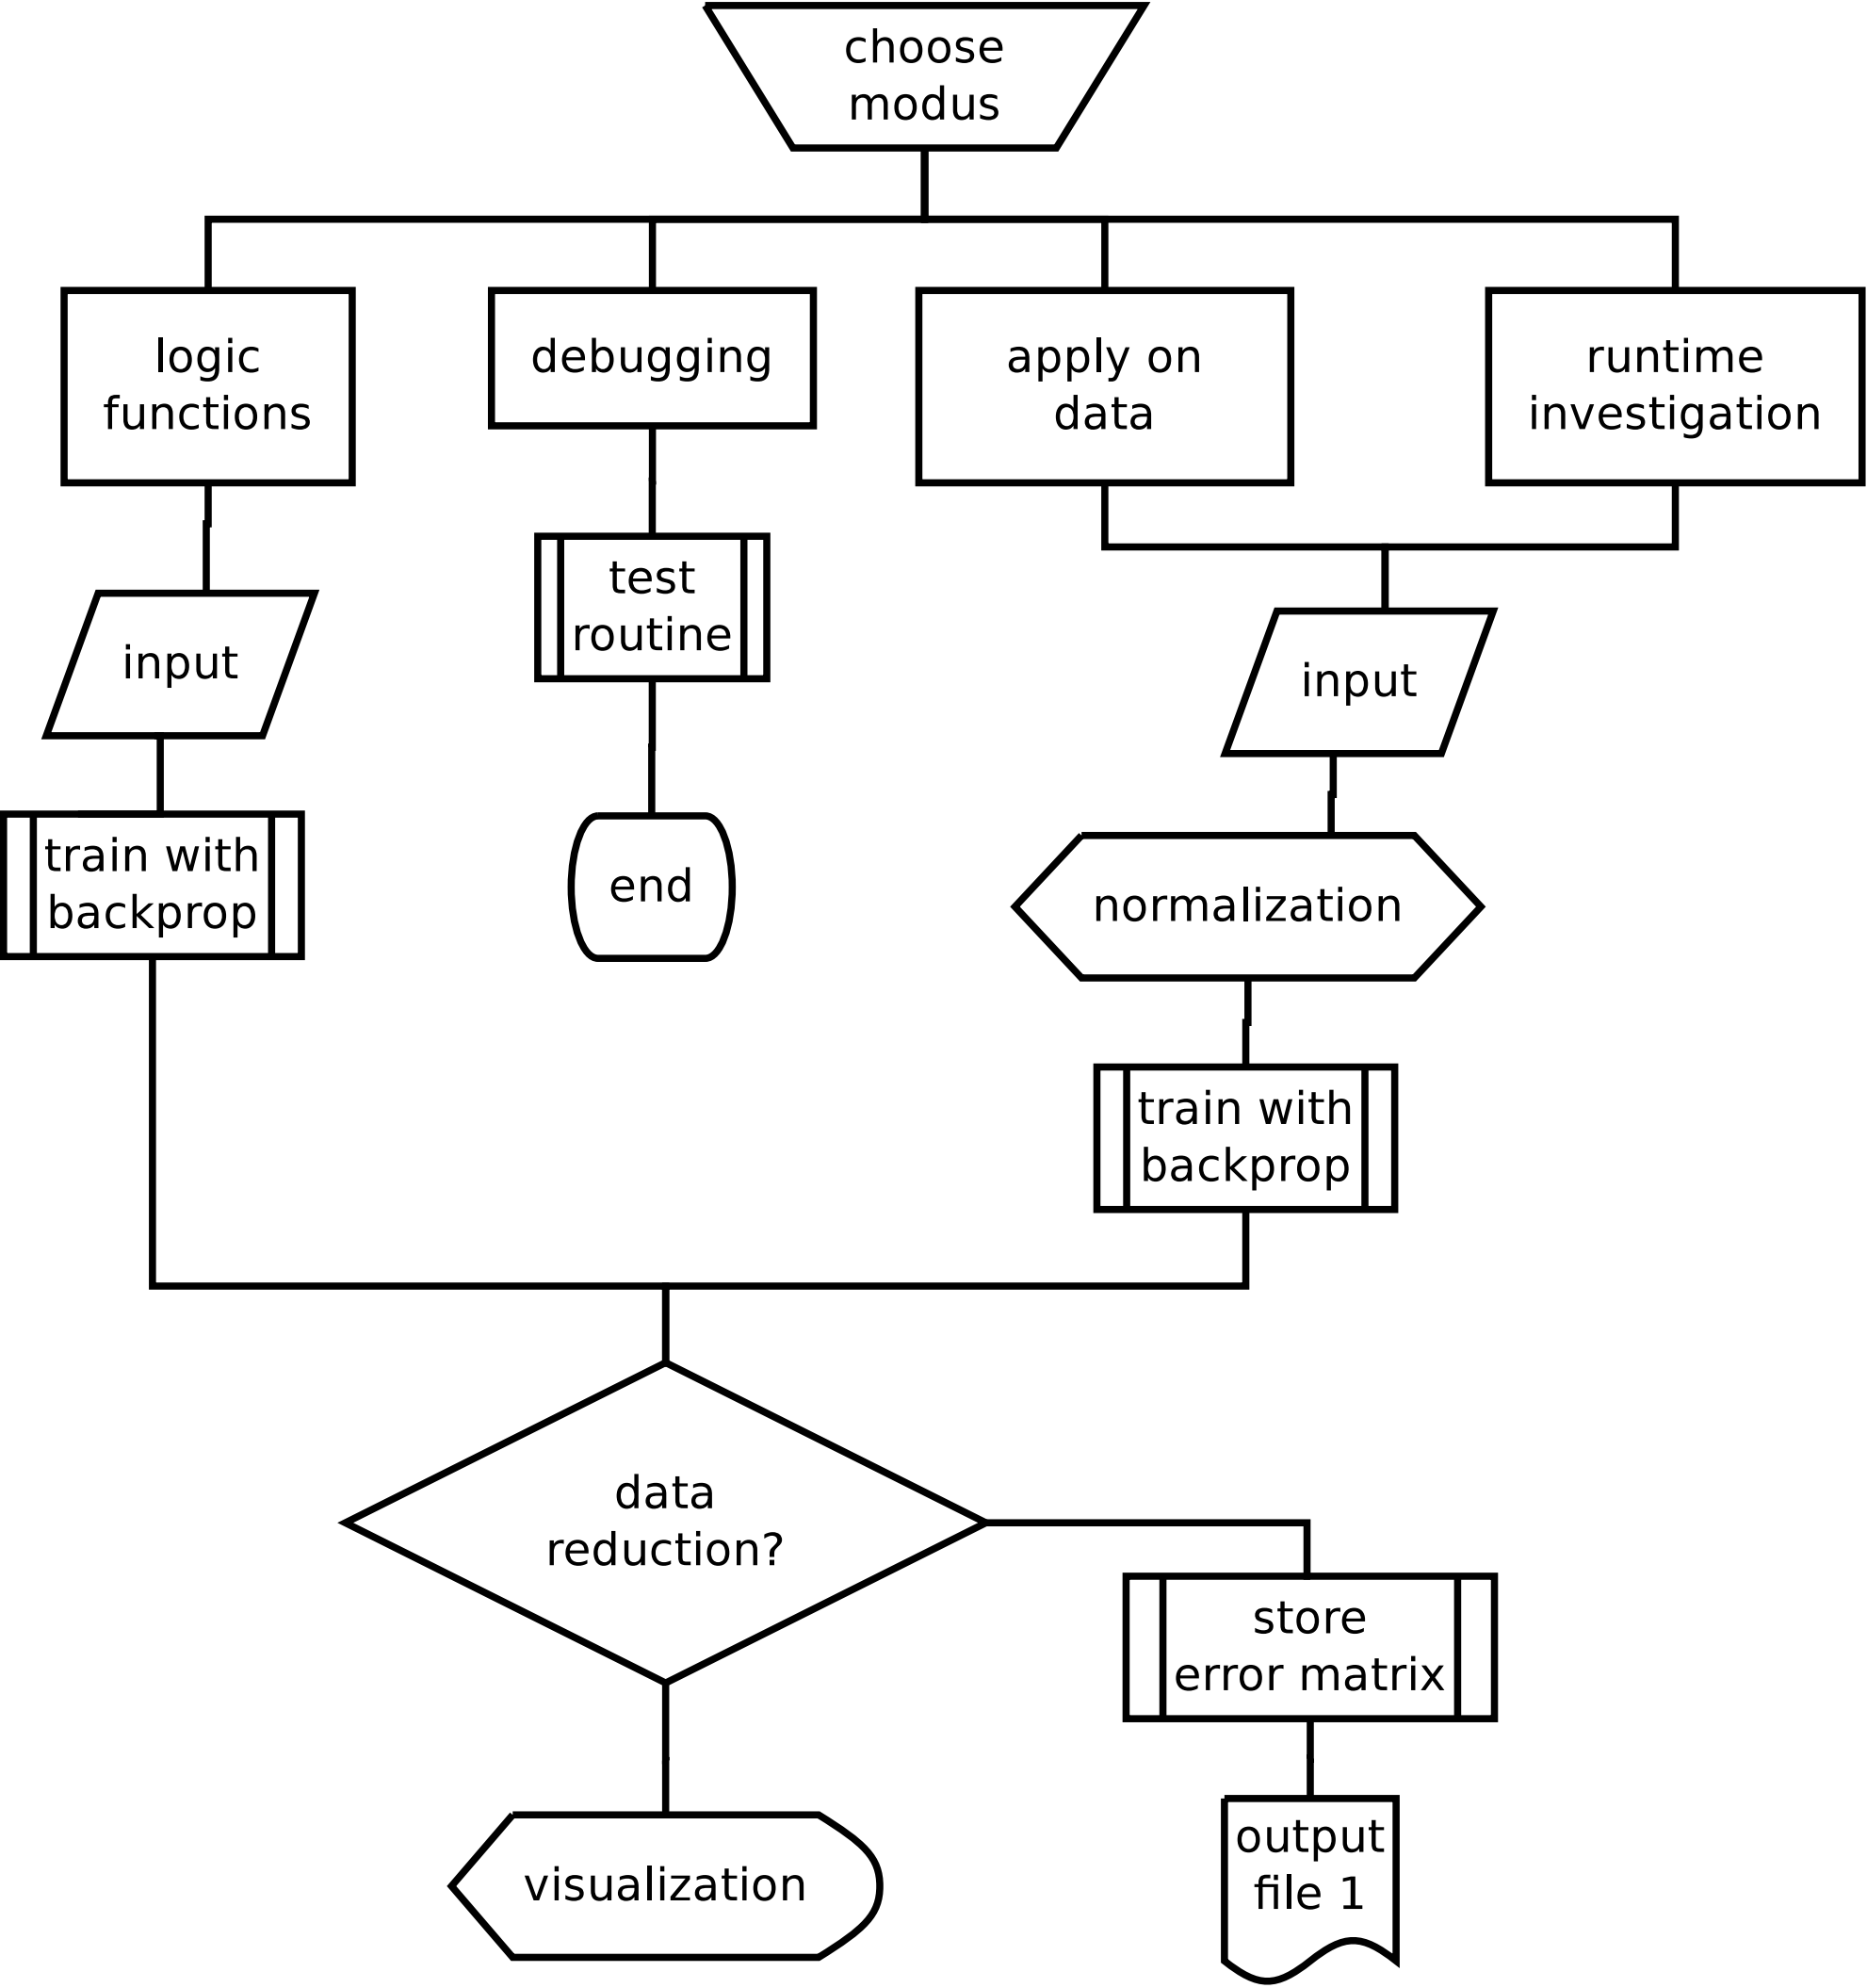 choose
modus
logic
functions
debugging
apply on
data
runtime
investigation
input
test
routine
input
train with
backprop
end
normalization
train with
backprop
data
reduction?
store
error matrix
visualization
output
file 1